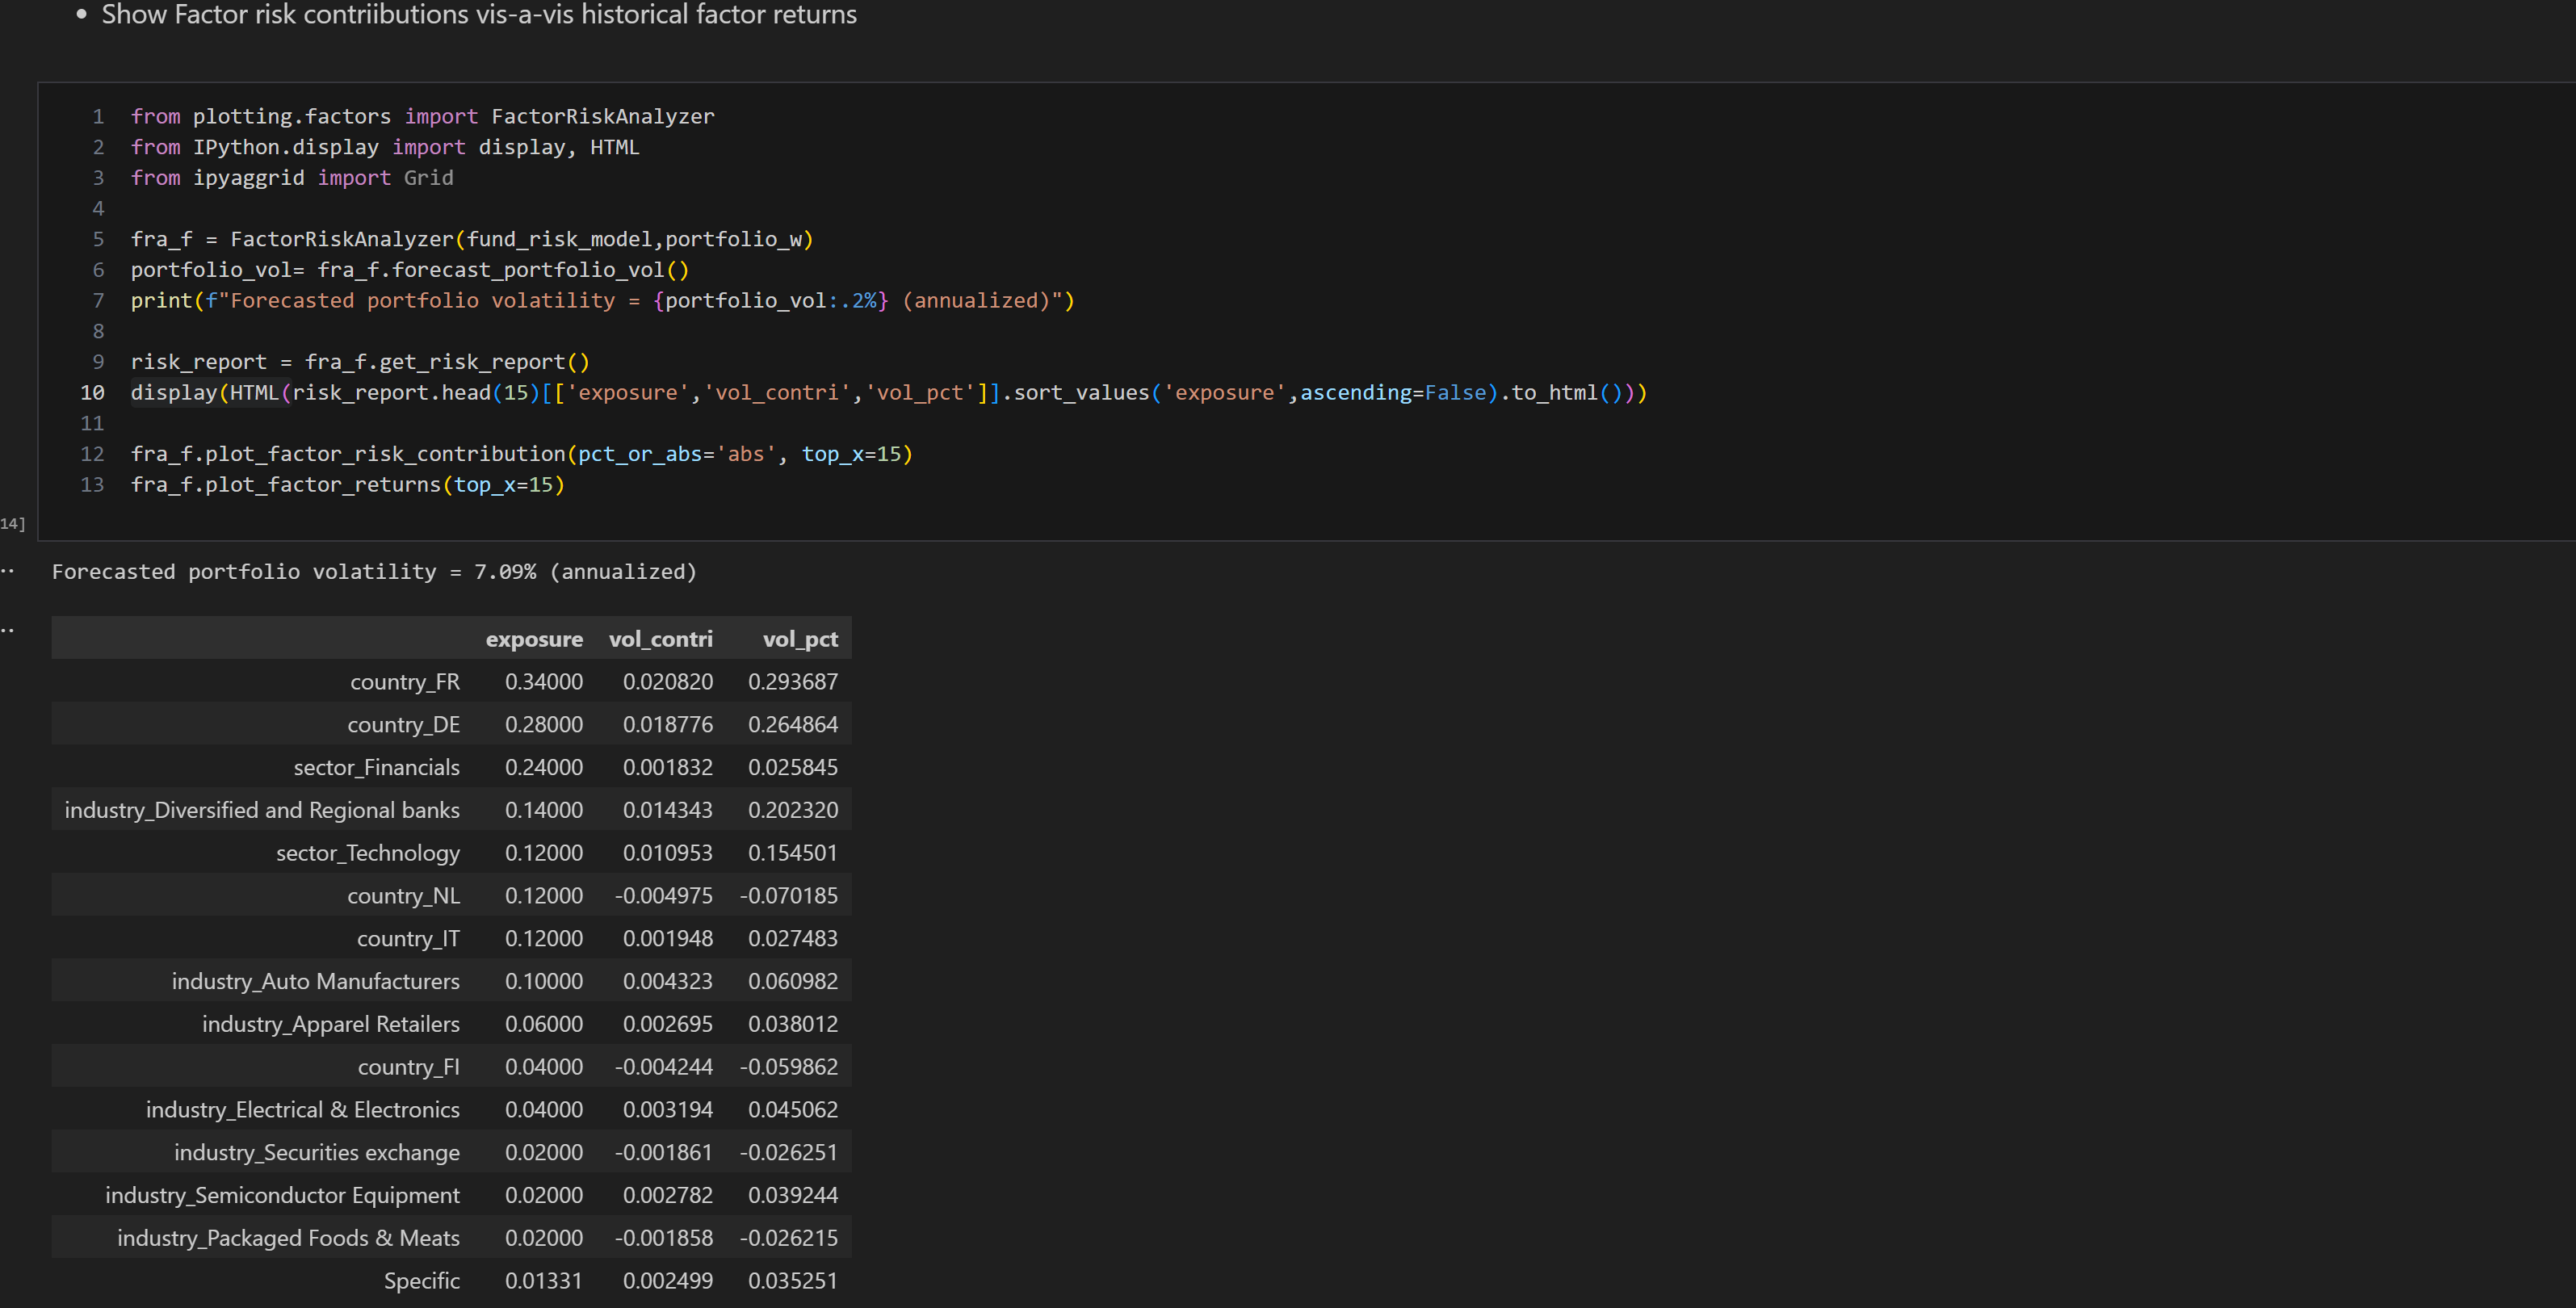 • Show Factor risk contriibutions vis-a-vis historical factor returns
1 from plotting.factors import FactorRiskAnalyzer
2 from IPython.display import display, HTML
3 from ipyaggrid import Grid
4
5 fra_f = FactorRiskAnalyzer(fund_risk_model,portfolio_w)
6 portfolio_vol= fra_f.forecast_portfolio_vol()
7 print(f"Forecasted portfolio volatility = {portfolio_vol:.2%} (annualized)")
8
9 risk_report = fra_f.get_risk_report()
10 display(HTML(risk_report.head(15)[['exposure','vol_contri','vol_pct']].sort_values('exposure',ascending=False).to_html()))
11
12 fra_f.plot_factor_risk_contribution(pct_or_abs='abs', top_x=15)
13 fra_f.plot_factor_returns(top_x=15)
14]
Forecasted portfolio volatility = 7.09% (annualized)
exposure vol_contri vol_pct
country_FR 0.34000 0.020820 0.293687
country_DE 0.28000 0.018776 0.264864
sector_Financials 0.24000 0.001832 0.025845
industry_Diversified and Regional banks 0.14000 0.014343 0.202320
sector_Technology 0.12000 0.010953 0.154501
country_NL 0.12000 -0.004975 -0.070185
country_IT 0.12000 0.001948 0.027483
industry_Auto Manufacturers 0.10000 0.004323 0.060982
industry_Apparel Retailers 0.06000 0.002695 0.038012
country_FI 0.04000 -0.004244 -0.059862
industry_Electrical & Electronics 0.04000 0.003194 0.045062
industry_Securities exchange 0.02000 -0.001861 -0.026251
industry_Semiconductor Equipment 0.02000 0.002782 0.039244
industry_Packaged Foods & Meats 0.02000 -0.001858 -0.026215
Specific 0.01331 0.002499 0.035251